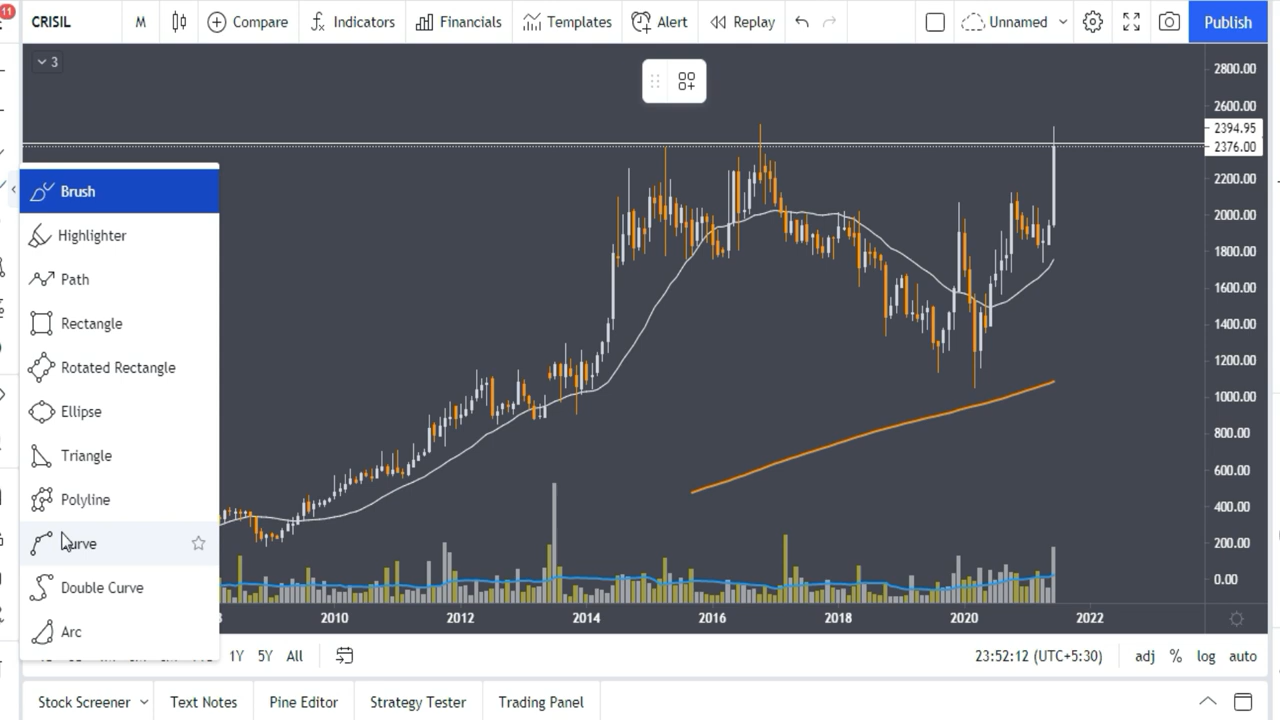 11
CRISIL
M
Compare
Indicators
Financials
Templates
Alert
Replay
Unnamed
Publish
3
2800.00
2600.00
2394.95
2376.00
2200.00
2000.00
1800.00
1600.00
1400.00
1200.00
1000.00
800.00
600.00
400.00
200.00
0.00
Brush
Highlighter
Path
Rectangle
Rotated Rectangle
Ellipse
Triangle
Polyline
Double Curve
Arc
2010
2012
2014
2016
2018
2020
2022
1Y
5Y
All
23:52:12 (UTC+5:30)
adj
%
log
auto
Stock Screener
Text Notes
Pine Editor
Strategy Tester
Trading Panel